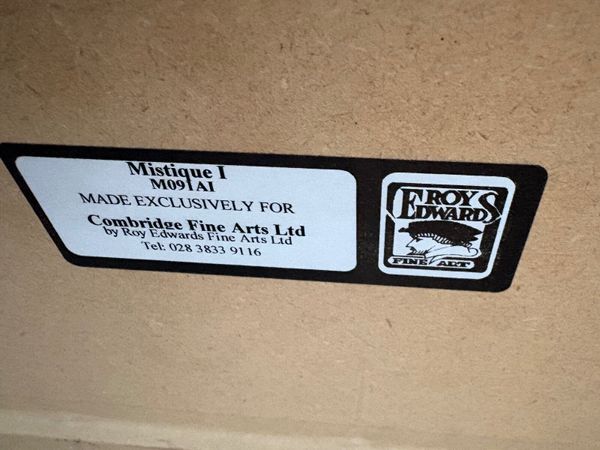 Mistique I
M091AI
MADE EXCLUSIVELY FOR
Combridge Fine Arts Ltd
by Roy Edwards Fine Arts Ltd
Tel: 028 3833 9116
ROY
EDWARDS
FINE ART